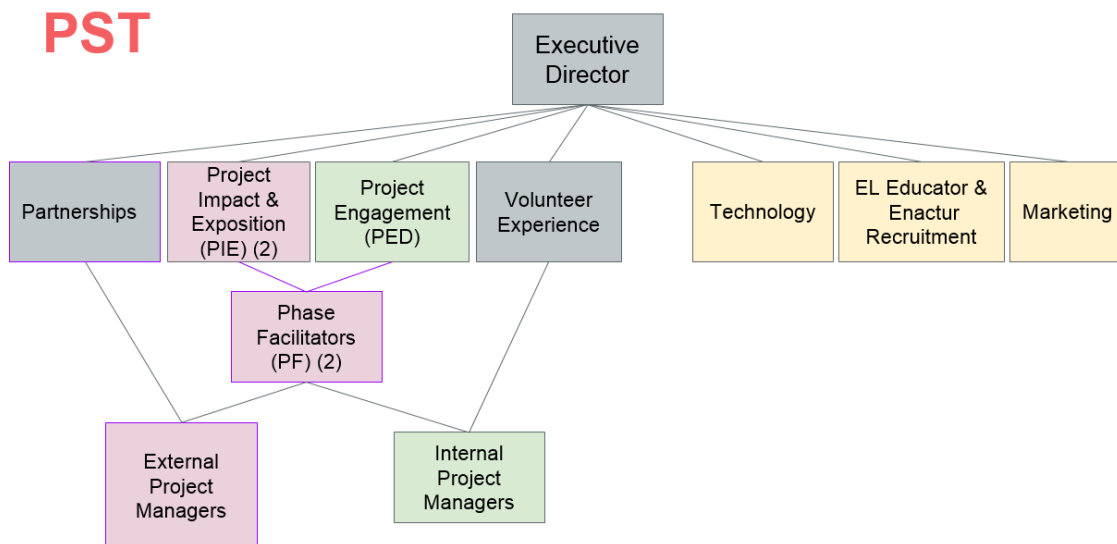 PST
Executive
Director
Partnerships
Project
Impact &
Exposition
(PIE) (2)
Project
Engagement
(PED)
Volunteer
Experience
Technology
EL Educator &
Enactur
Recruitment
Marketing
Phase
Facilitators
(PF) (2)
External
Project
Managers
Internal
Project
Managers